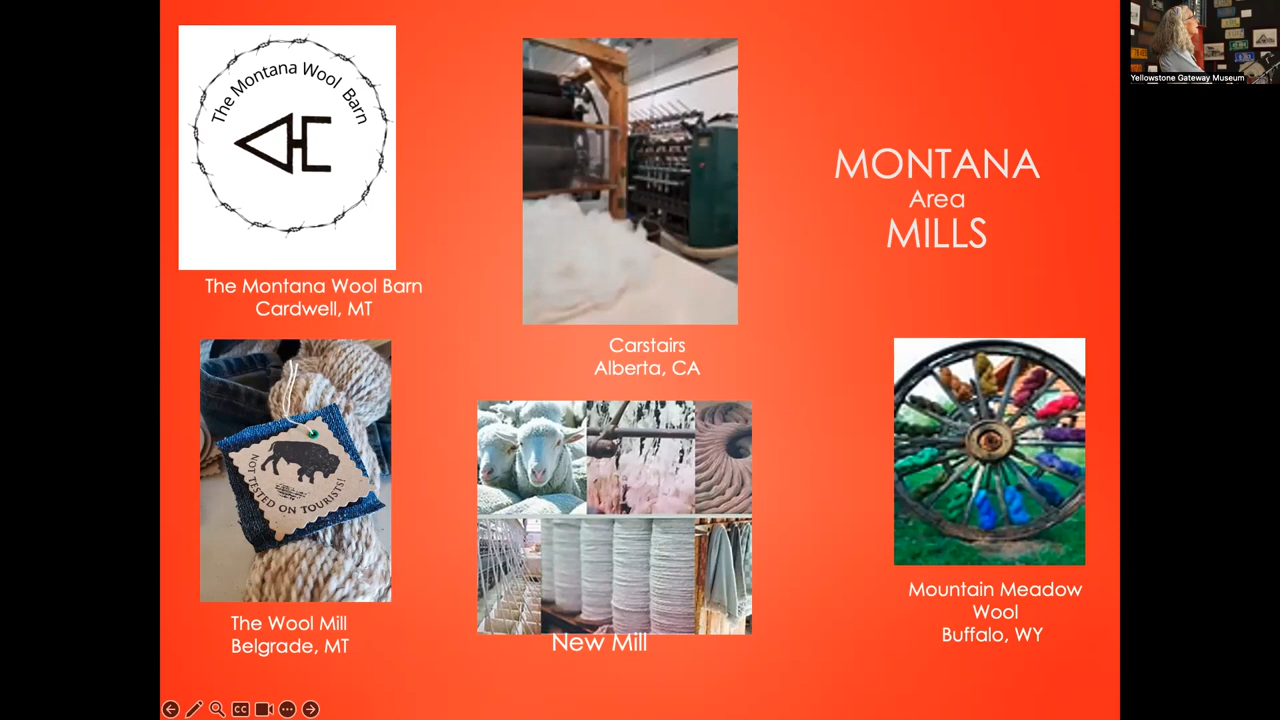 The Montana Wool Barn
The Montana Wool Barn
Cardwell, MT
Carstairs
Alberta, CA
MONTANA
Area
MILLS
NOT TESTED ON TOURISTS!
The Wool Mill
Belgrade, MT
New Mill
Mountain Meadow
Wool
Buffalo, WY
Yellowstone Gateway Museum
CC